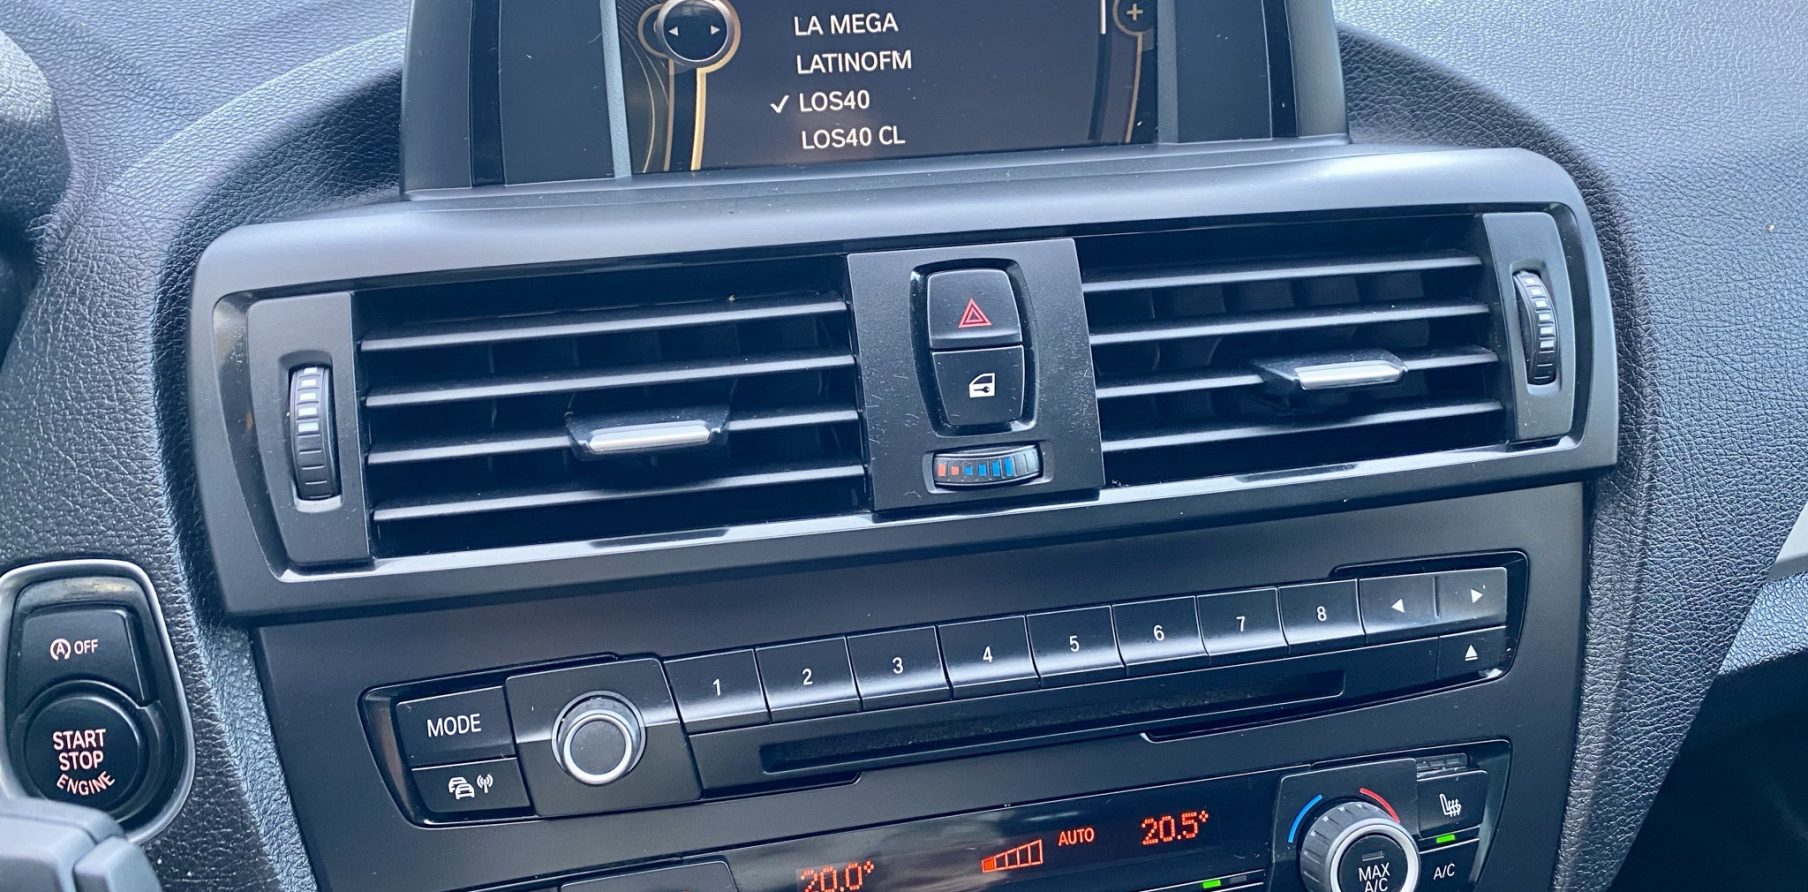 LA MEGA
LATINOFM
LOS40
LOS40 CL
OFF
START
STOP
ENGINE
1 2 3 4 5 6 7 8
MODE
AUTO 20.5°
20.0°
MAX
A/C
A/C